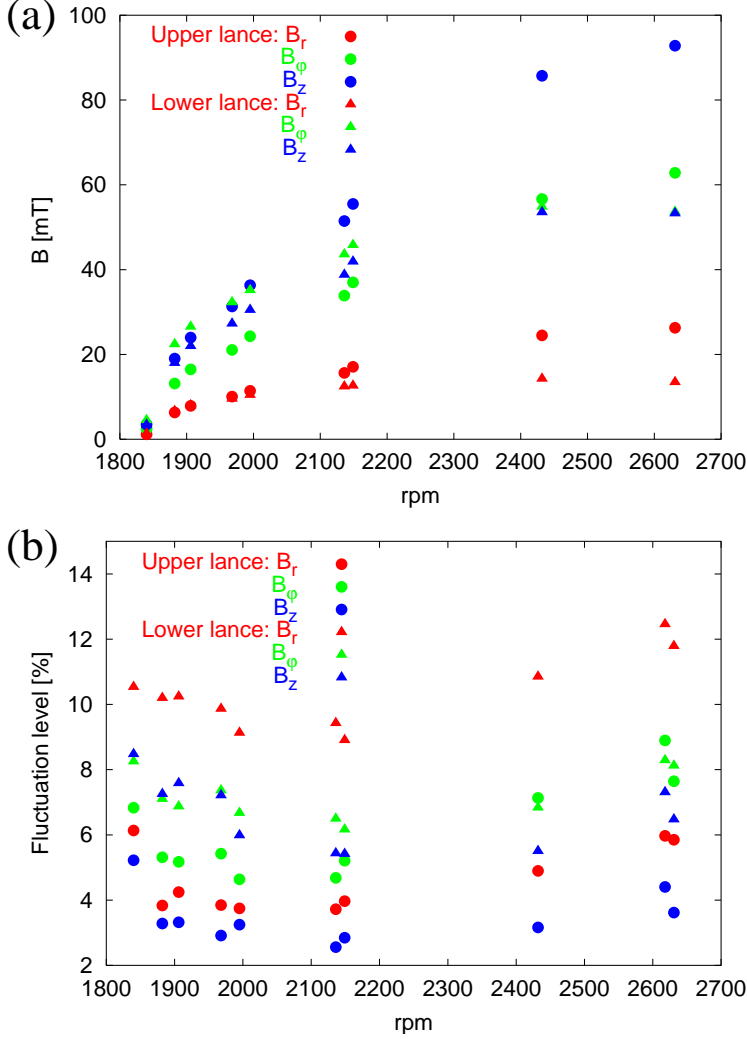 (a)
100
80
60
40
20
0
B [mT]
Upper lance: B_r
B_φ
B_z
Lower lance: B_r
B_φ
B_z
1800 1900 2000 2100 2200 2300 2400 2500 2600 2700
rpm
(b)
14
12
10
8
6
4
2
Fluctuation level [%]
Upper lance: B_r
B_φ
B_z
Lower lance: B_r
B_φ
B_z
1800 1900 2000 2100 2200 2300 2400 2500 2600 2700
rpm